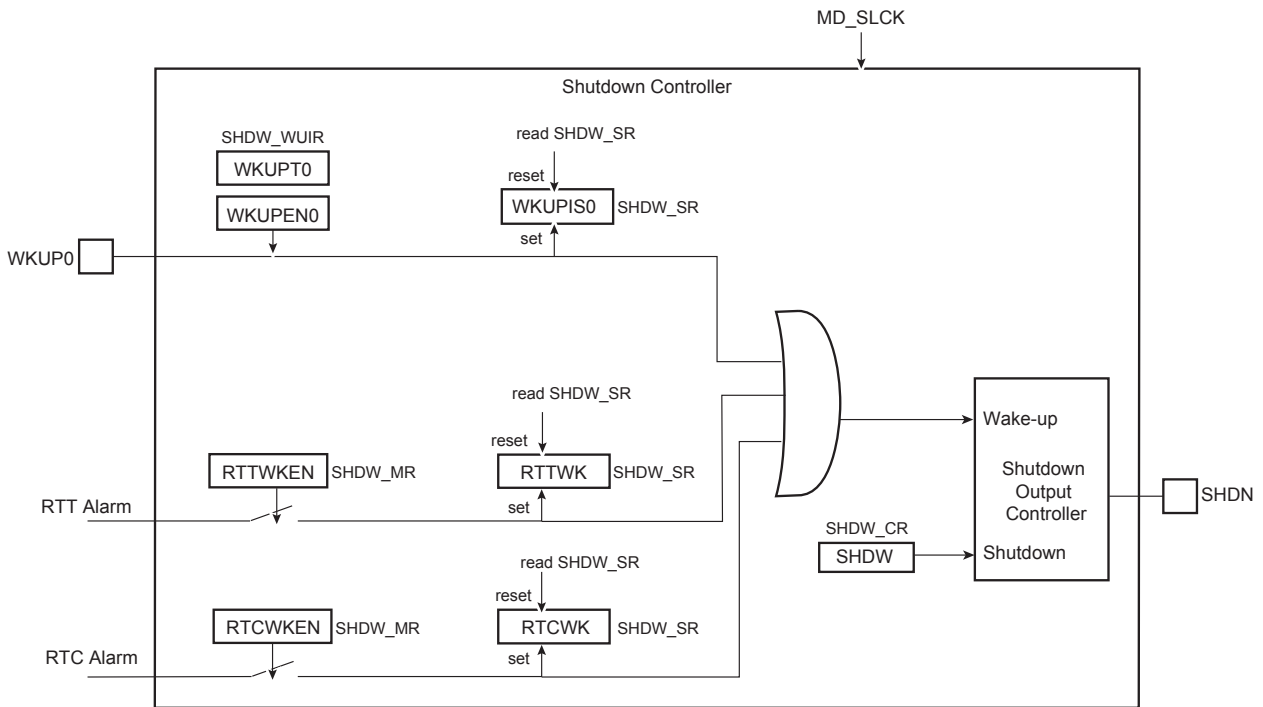 MD_SLCK
Shutdown Controller
SHDW_WUIR
WKUPT0
WKUPEN0
read SHDW_SR
reset
WKUPIS0
SHDW_SR
set
WKUP0
read SHDW_SR
reset
RTTWKEN
SHDW_MR
RTTWK
SHDW_SR
set
RTT Alarm
read SHDW_SR
reset
RTCWKEN
SHDW_MR
RTCWK
SHDW_SR
set
RTC Alarm
Wake-up
Shutdown
Output
Controller
SHDW_CR
SHDW
Shutdown
SHDN